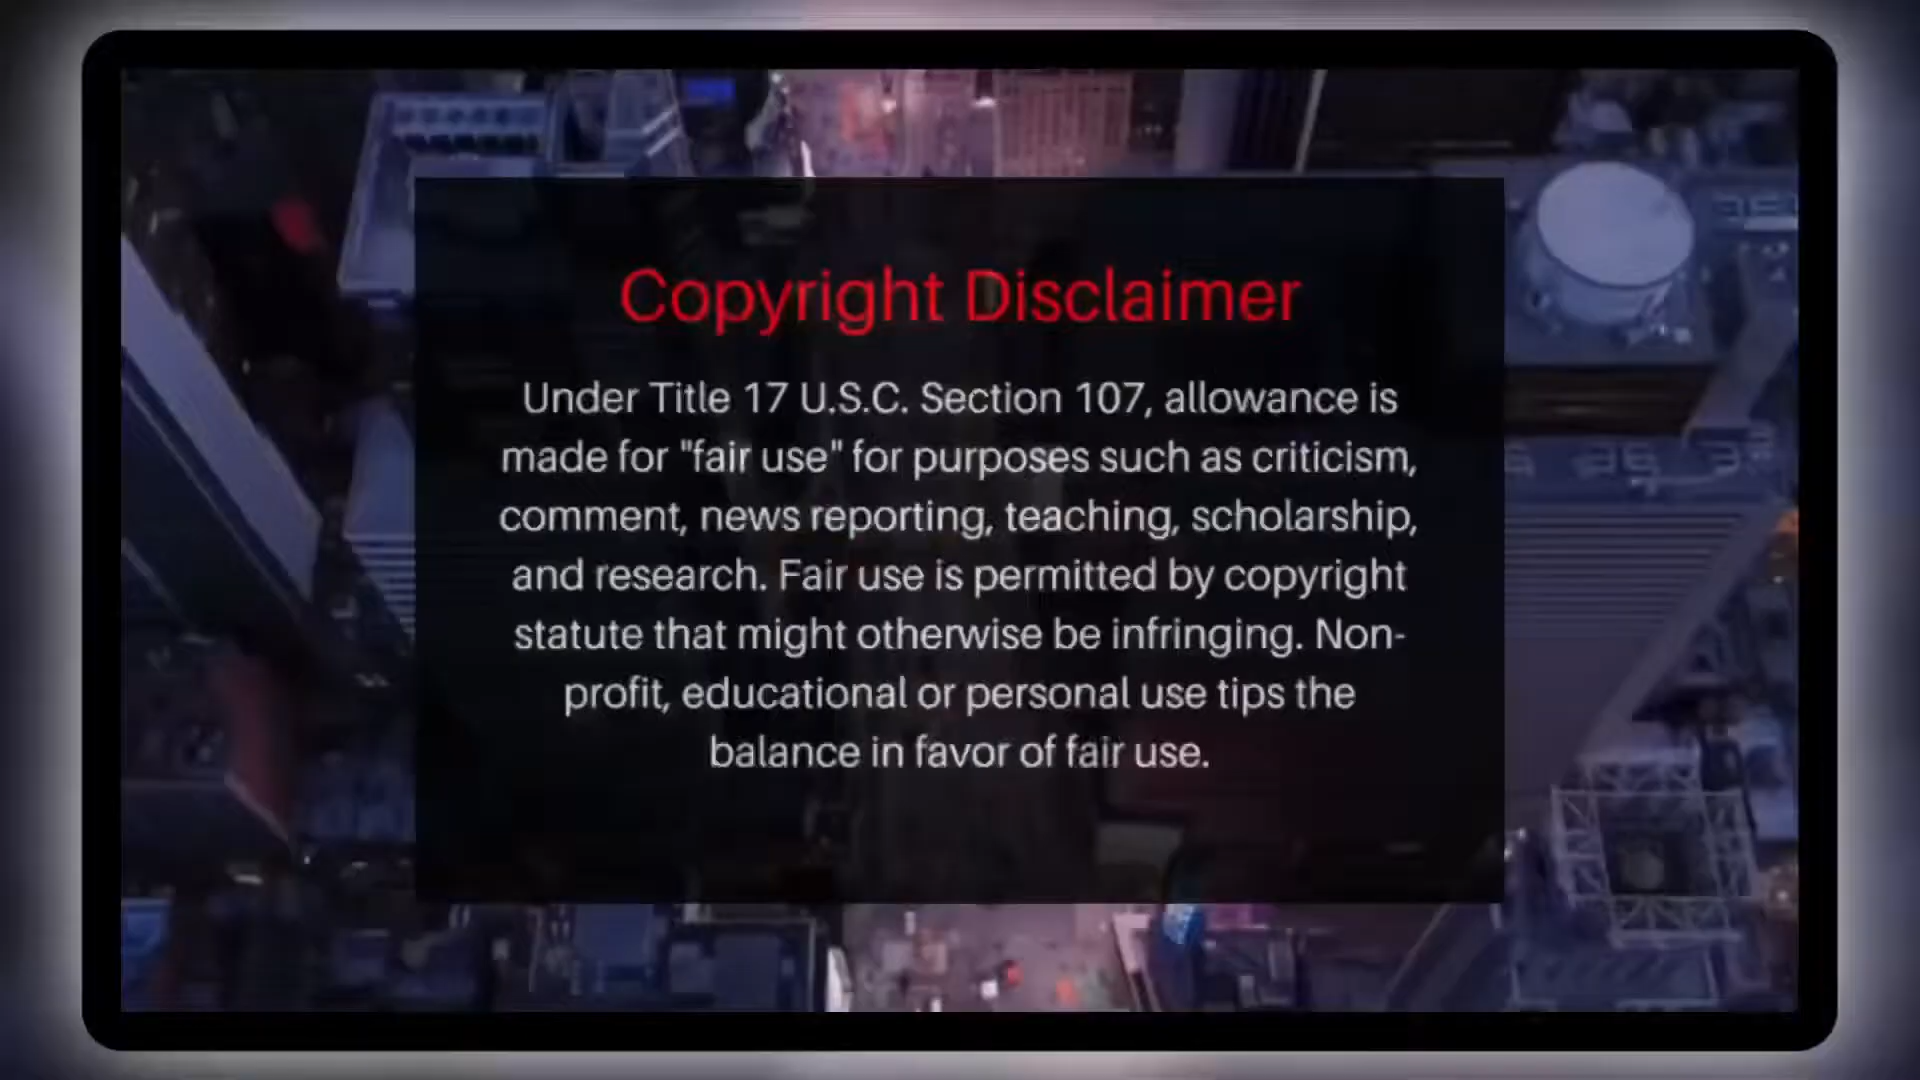 Copyright Disclaimer
Under Title 17 U.S.C. Section 107, allowance is
made for "fair use" for purposes such as criticism,
comment, news reporting, teaching, scholarship,
and research. Fair use is permitted by copyright
statute that might otherwise be infringing. Non-
profit, educational or personal use tips the
balance in favor of fair use.